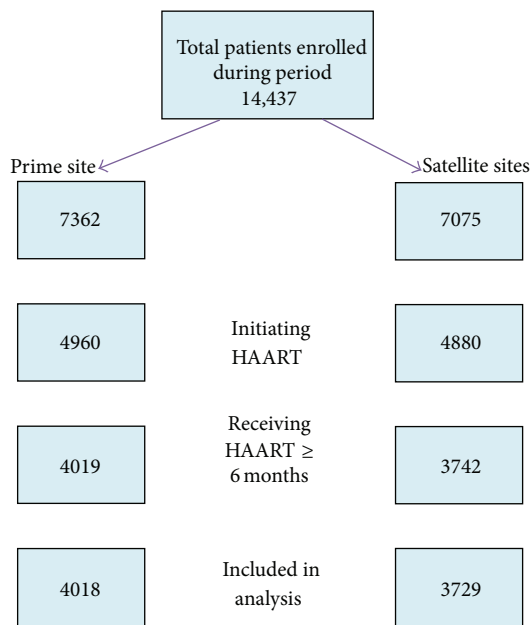 Total patients enrolled
during period
14,437
Prime site
Satellite sites
7362
7075
4960
Initiating
HAART
4880
4019
Receiving
HAART ≥
6 months
3742
4018
Included in
analysis
3729